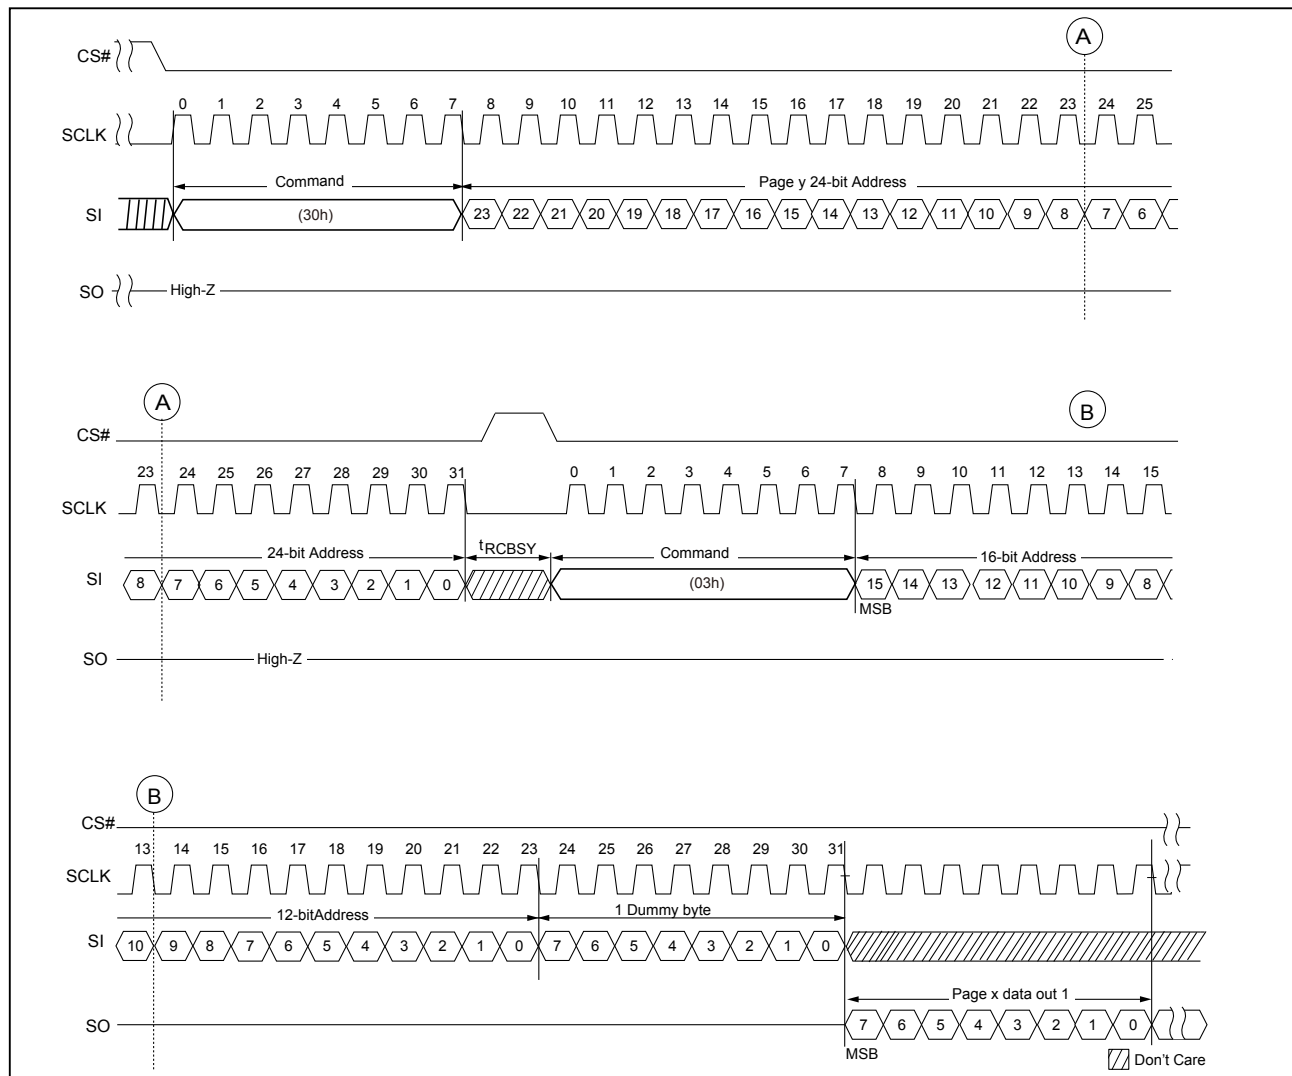 A
CS#
0 1 2 3 4 5 6 7 8 9 10 11 12 13 14 15 16 17 18 19 20 21 22 23 24 25
SCLK
Command Page y 24-bit Address
SI (30h) 23 22 21 20 19 18 17 16 15 14 13 12 11 10 9 8 7 6
SO High-Z
A B
CS#
23 24 25 26 27 28 29 30 31 0 1 2 3 4 5 6 7 8 9 10 11 12 13 14 15
SCLK
24-bit Address tRCBSY Command 16-bit Address
SI 8 7 6 5 4 3 2 1 0 (03h) 15 14 13 12 11 10 9 8
MSB
SO High-Z
B
CS#
13 14 15 16 17 18 19 20 21 22 23 24 25 26 27 28 29 30 31
SCLK
12-bitAddress 1 Dummy byte
SI 10 9 8 7 6 5 4 3 2 1 0 7 6 5 4 3 2 1 0
Page x data out 1
SO 7 6 5 4 3 2 1 0
MSB
Don't Care